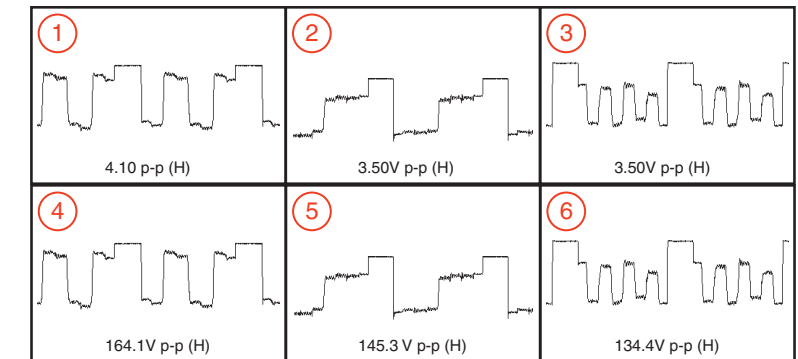 1
2
3
4.10 p-p (H)
3.50V p-p (H)
3.50V p-p (H)
4
5
6
164.1V p-p (H)
145.3 V p-p (H)
134.4V p-p (H)